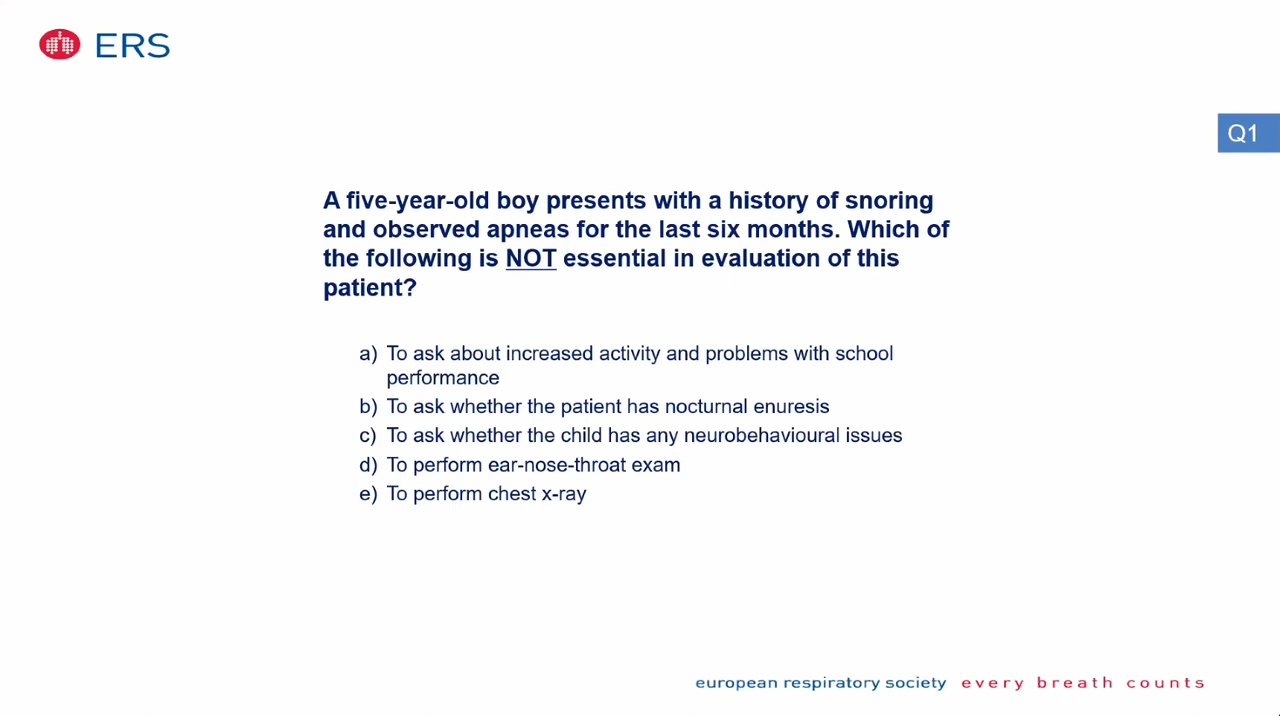 ERS
Q1
A five-year-old boy presents with a history of snoring
and observed apneas for the last six months. Which of
the following is NOT essential in evaluation of this
patient?
a) To ask about increased activity and problems with school
performance
b) To ask whether the patient has nocturnal enuresis
c) To ask whether the child has any neurobehavioural issues
d) To perform ear-nose-throat exam
e) To perform chest x-ray
european respiratory society every breath counts